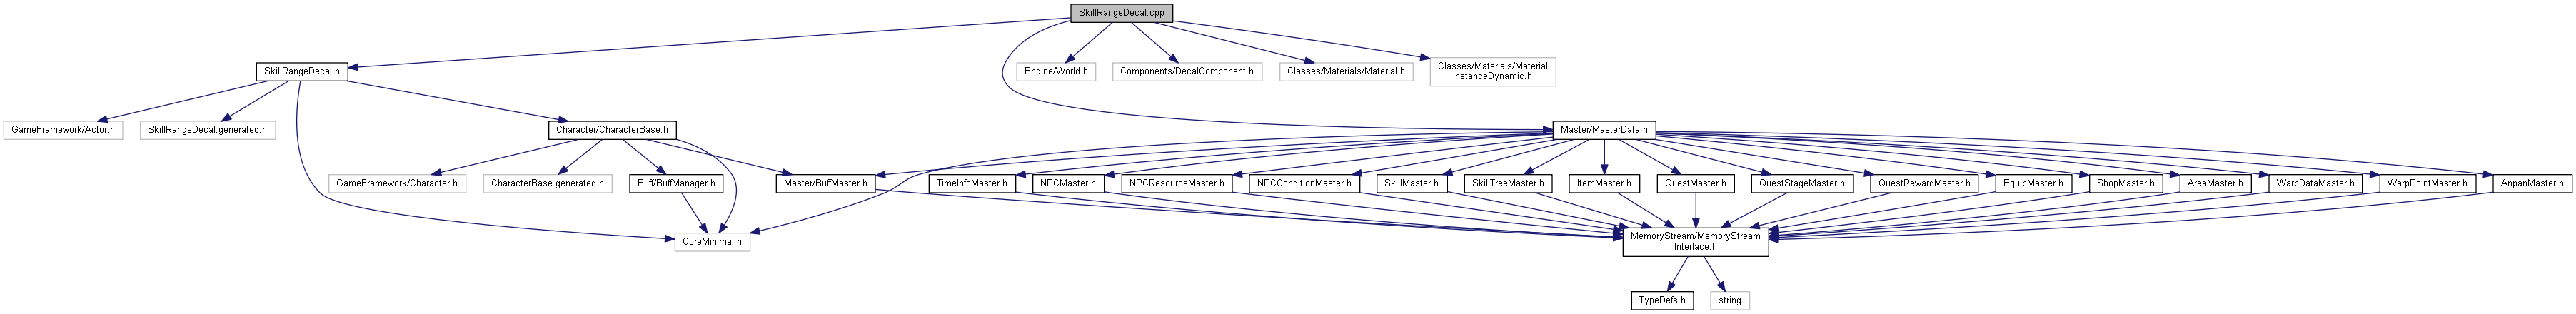 SkillRangeDecal.cpp
SkillRangeDecal.h
Engine/World.h
Components/DecalComponent.h
Classes/Materials/Material.h
Classes/Materials/Material
InstanceDynamic.h
GameFramework/Actor.h
SkillRangeDecal.generated.h
Character/CharacterBase.h
Master/MasterData.h
GameFramework/Character.h
CharacterBase.generated.h
Buff/BuffManager.h
Master/BuffMaster.h
TimeInfoMaster.h
NPCMaster.h
NPCResourceMaster.h
NPCConditionMaster.h
SkillMaster.h
SkillTreeMaster.h
ItemMaster.h
QuestMaster.h
QuestStageMaster.h
QuestRewardMaster.h
EquipMaster.h
ShopMaster.h
AreaMaster.h
WarpDataMaster.h
WarpPointMaster.h
AnpanMaster.h
CoreMinimal.h
MemoryStream/MemoryStream
Interface.h
TypeDefs.h
string